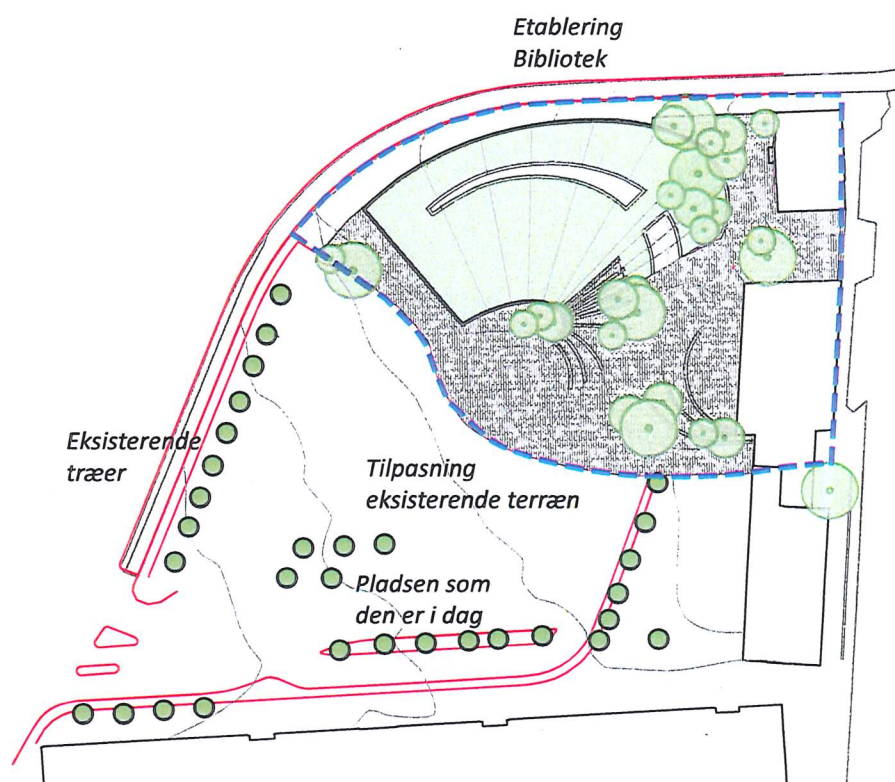 Etablering
Bibliotek
Eksisterende
træer
Tilpasning
eksisterende terræn
Pladsen som
den er i dag